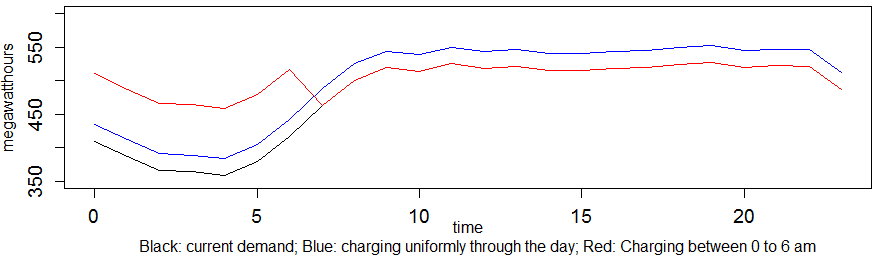 megawatthours
550
450
350
0 5 10 15 20
time
Black: current demand; Blue: charging uniformly through the day; Red: Charging between 0 to 6 am